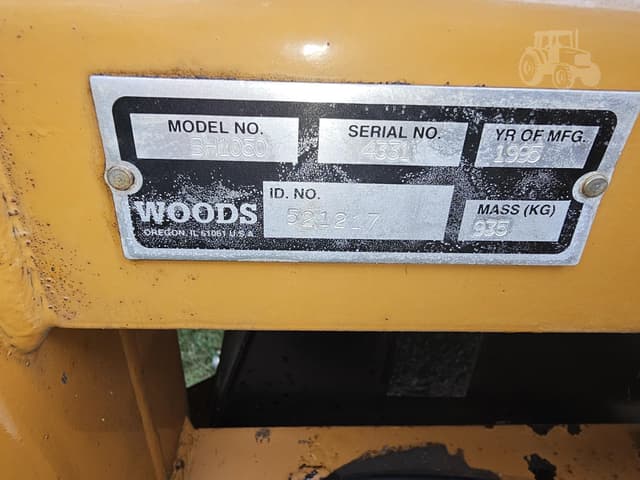 MODEL NO. SERIAL NO. YR OF MFG.
BH1050 4331 1995
ID. NO.
WOODS 521217 MASS (KG)
OREGON, IL 61061 U.S.A. 935